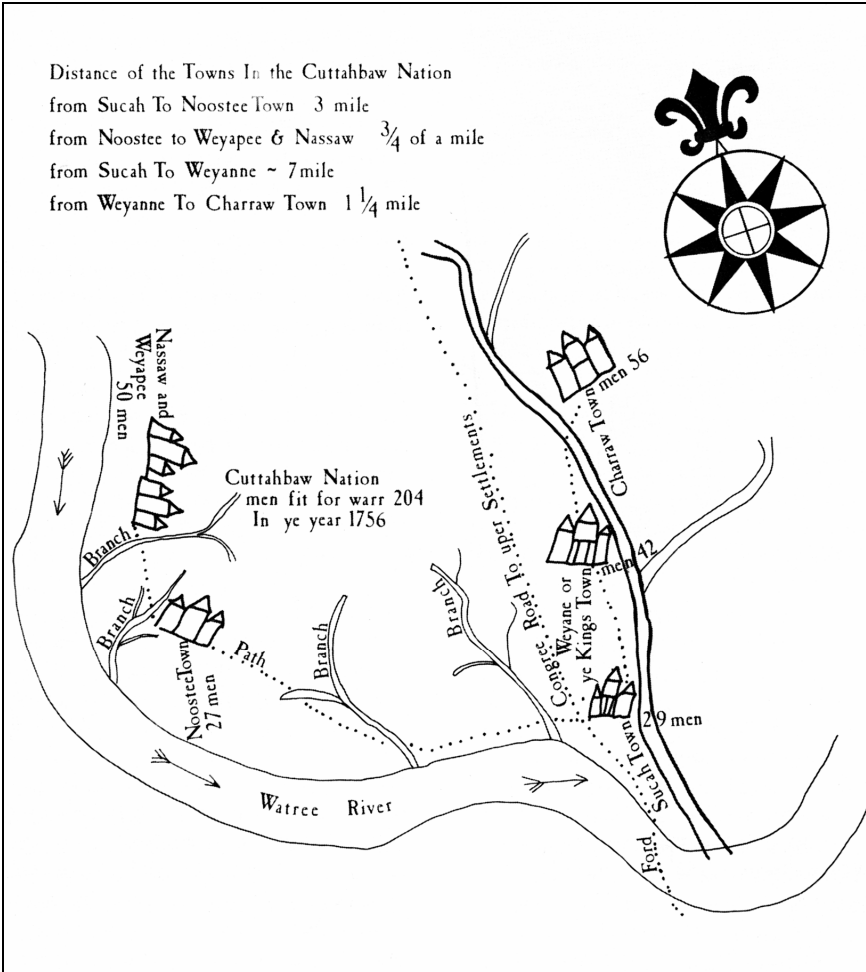 Distance of the Towns In the Cuttahbaw Nation
from Sucah To Noostee Town 3 mile
from Noostee to Weyapee & Nassaw 3/4 of a mile
from Sucah To Weyanne ~ 7 mile
from Weyanne To Charraw Town 1 1/4 mile
Nassaw and
Weyapee
50 men
Cuttahbaw Nation
men fit for warr 204
In ye year 1756
Charraw Town
men 56
Congree Road To uper Settlements
Weyane or
ye Kings Town
men 42
Branch
Branch
Noostee Town
27 men
Path
Branch
Branch
Sucah Town
29 men
Watree River
Ford